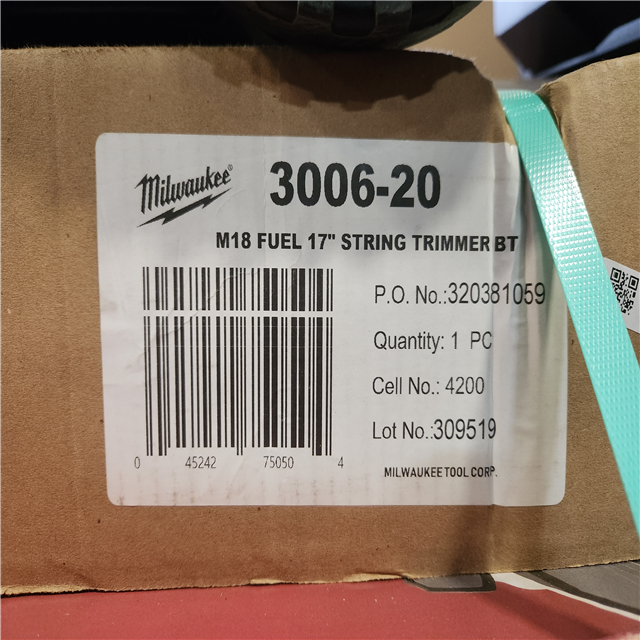 Milwaukee®
3006-20
M18 FUEL 17" STRING TRIMMER BT
P.O. No.:320381059
Quantity: 1 PC
Cell No.: 4200
Lot No.:309519
0 45242 75050 4
MILWAUKEE TOOL CORP.